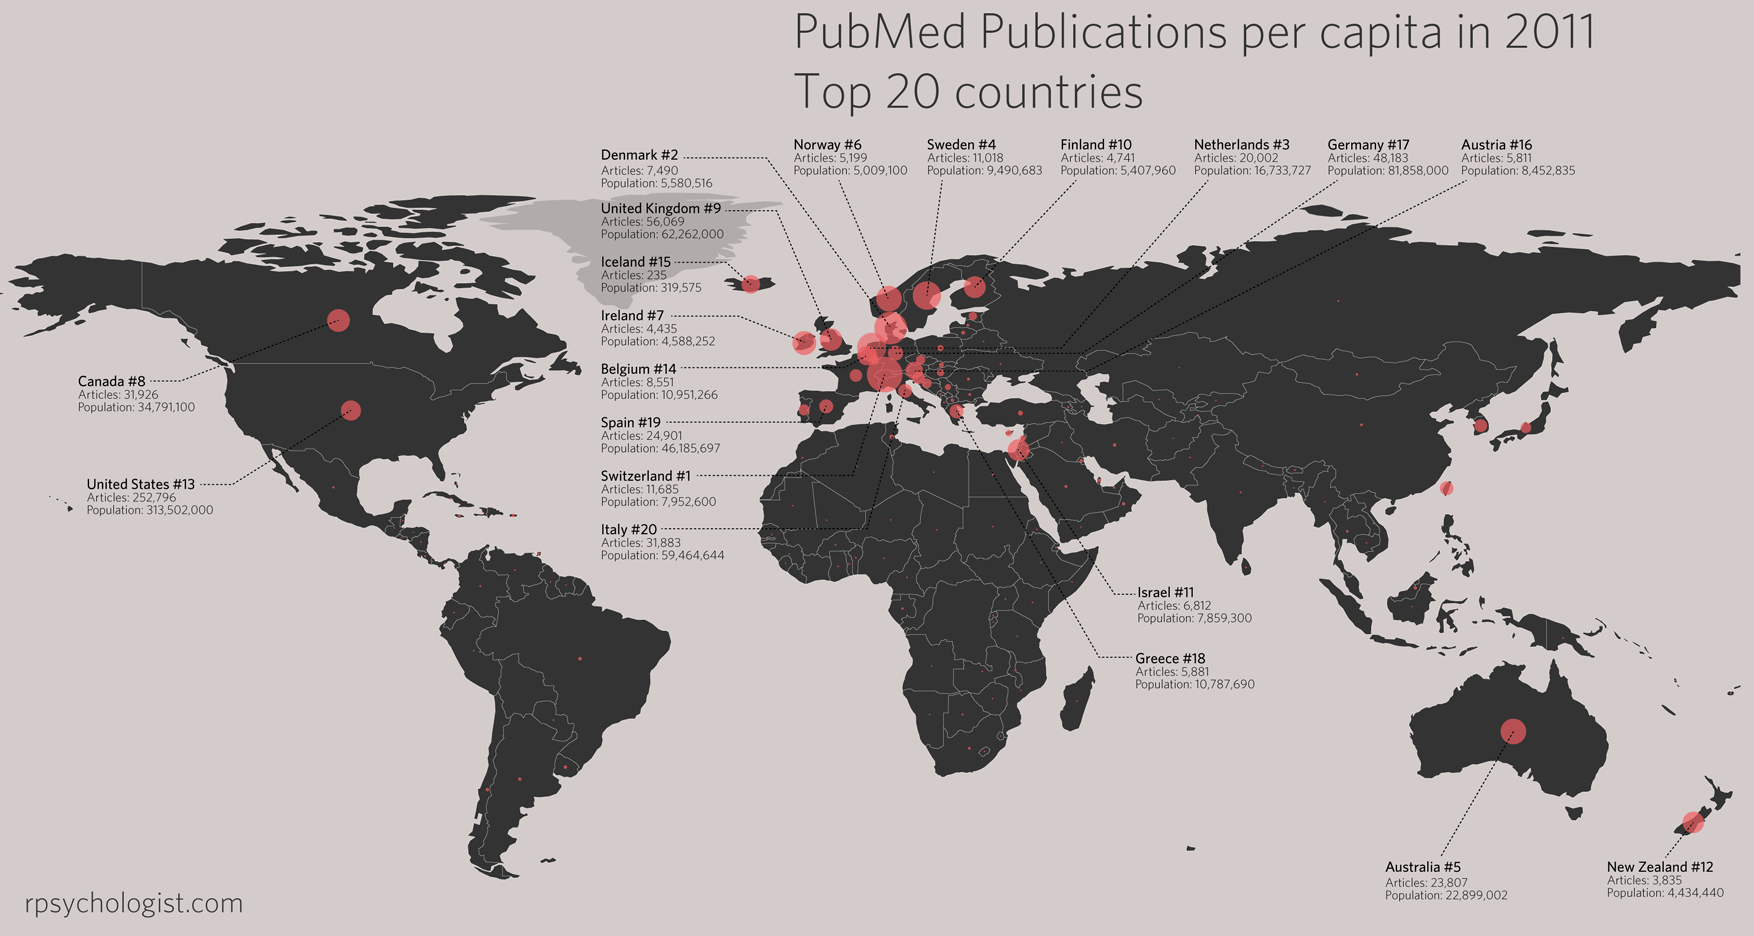 PubMed Publications per capita in 2011
Top 20 countries
Denmark #2
Articles: 7,490
Population: 5,580,516
Norway #6
Articles: 5,199
Population: 5,009,100
Sweden #4
Articles: 11,018
Population: 9,490,683
Finland #10
Articles: 4,741
Population: 5,407,960
Netherlands #3
Articles: 20,002
Population: 16,733,727
Germany #17
Articles: 48,183
Population: 81,858,000
Austria #16
Articles: 5,811
Population: 8,452,835
United Kingdom #9
Articles: 56,069
Population: 62,262,000
Iceland #15
Articles: 235
Population: 319,575
Ireland #7
Articles: 4,435
Population: 4,588,252
Belgium #14
Articles: 8,551
Population: 10,951,266
Spain #19
Articles: 24,901
Population: 46,185,697
Switzerland #1
Articles: 11,685
Population: 7,952,600
Italy #20
Articles: 31,883
Population: 59,464,644
Canada #8
Articles: 31,926
Population: 34,791,100
United States #13
Articles: 252,796
Population: 313,502,000
Israel #11
Articles: 6,812
Population: 7,859,300
Greece #18
Articles: 5,881
Population: 10,787,690
Australia #5
Articles: 23,807
Population: 22,899,002
New Zealand #12
Articles: 3,835
Population: 4,434,440
rpsychologist.com